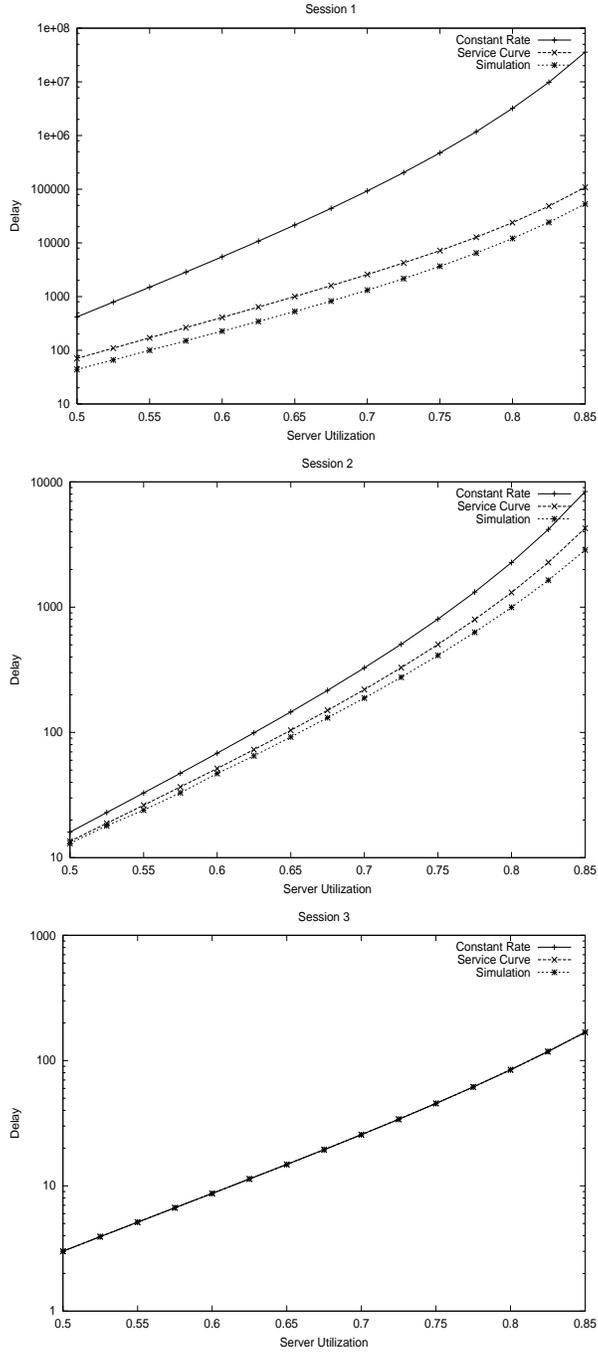 Session 1
1e+08
1e+07
1e+06
100000
10000
1000
100
10
Delay
Constant Rate
Service Curve
Simulation
0.5 0.55 0.6 0.65 0.7 0.75 0.8 0.85
Server Utilization
Session 2
10000
1000
100
10
Delay
Constant Rate
Service Curve
Simulation
0.5 0.55 0.6 0.65 0.7 0.75 0.8 0.85
Server Utilization
Session 3
1000
100
10
1
Delay
Constant Rate
Service Curve
Simulation
0.5 0.55 0.6 0.65 0.7 0.75 0.8 0.85
Server Utilization